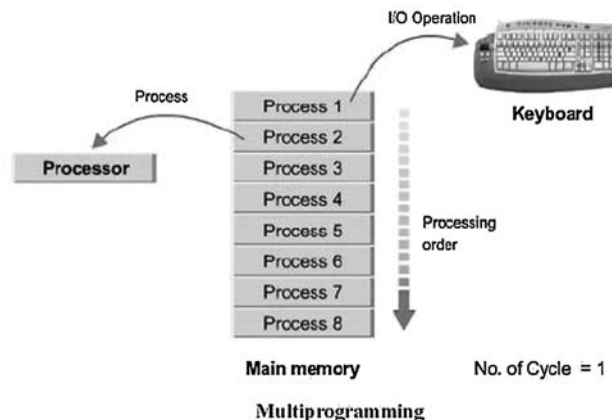 I/O Operation
Keyboard
Process
Processor
Process 1
Process 2
Process 3
Process 4
Process 5
Process 6
Process 7
Process 8
Processing
order
Main memory
No. of Cycle = 1
Multiprogramming